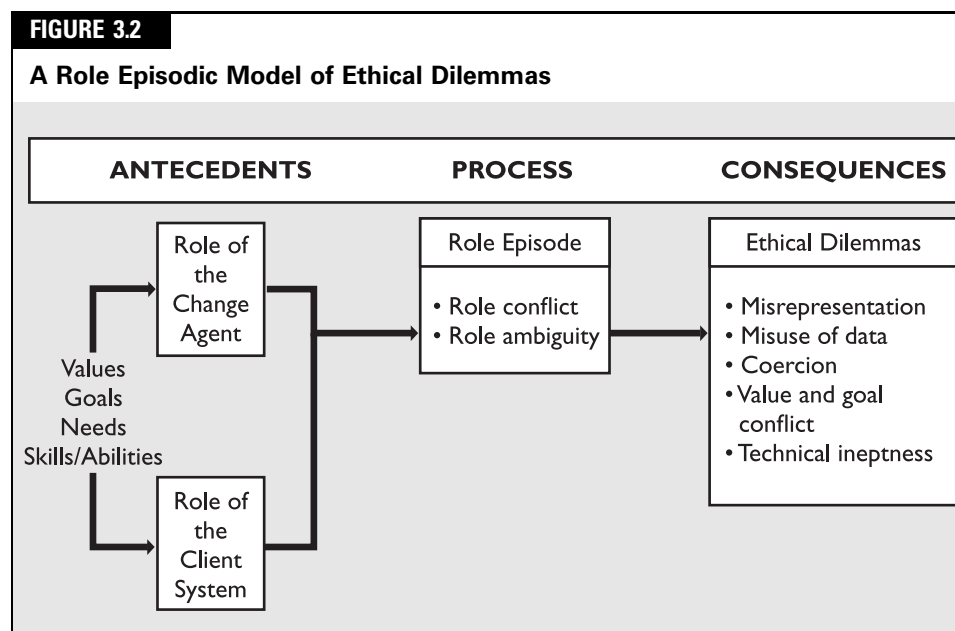 FIGURE 3.2
A Role Episodic Model of Ethical Dilemmas
ANTECEDENTS PROCESS CONSEQUENCES
Role of
the
Change
Agent
Values
Goals
Needs
Skills/Abilities
Role of
the
Client
System
Role Episode
• Role conflict
• Role ambiguity
Ethical Dilemmas
• Misrepresentation
• Misuse of data
• Coercion
• Value and goal
conflict
• Technical ineptness